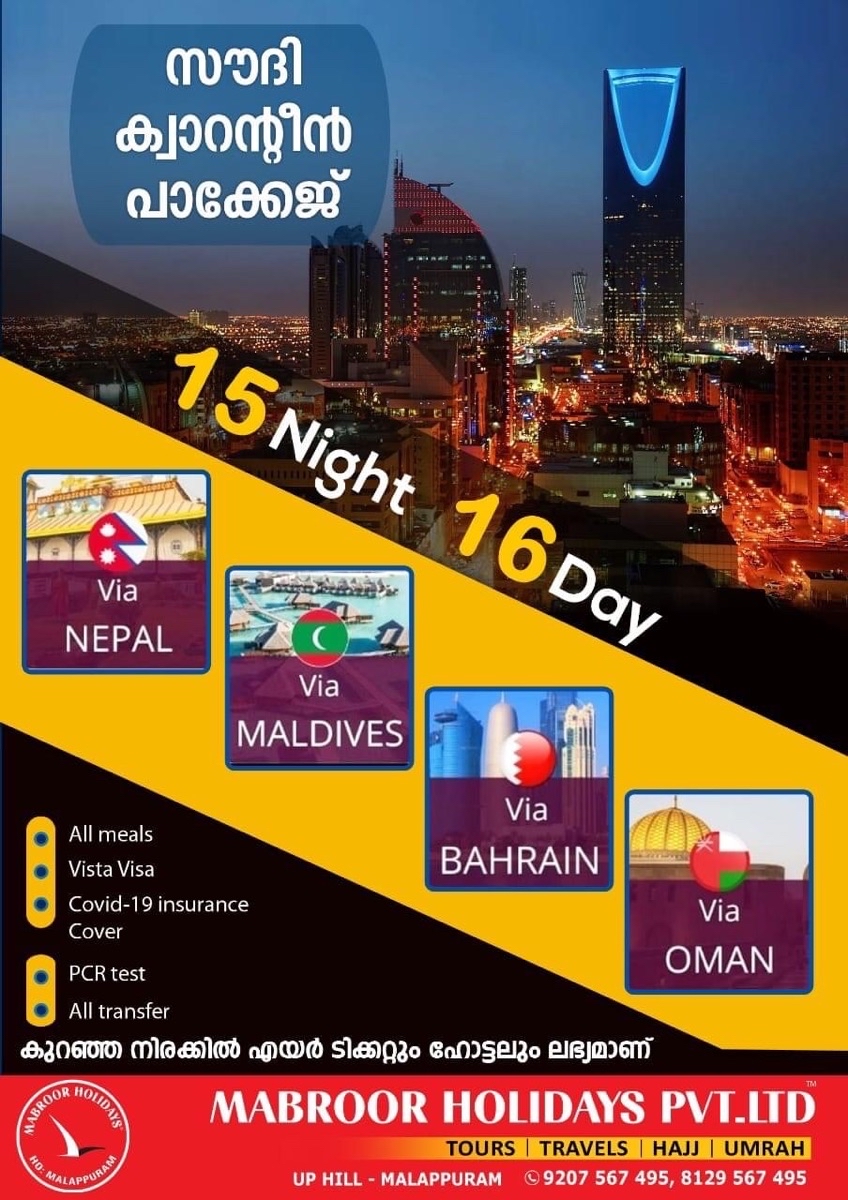 സൗദി
ക്വാറന്റീൻ
പാക്കേജ്
15 Night 16 Day
Via
NEPAL
Via
MALDIVES
Via
BAHRAIN
Via
OMAN
All meals
Vista Visa
Covid-19 insurance
Cover
PCR test
All transfer
കുറഞ്ഞ നിരക്കിൽ എയർ ടിക്കറ്റും ഹോട്ടലും ലഭ്യമാണ്
MABROOR HOLIDAYS
HO: MALAPPURAM
MABROOR HOLIDAYS PVT.LTD™
TOURS | TRAVELS | HAJJ | UMRAH
UP HILL - MALAPPURAM 9207 567 495, 8129 567 495